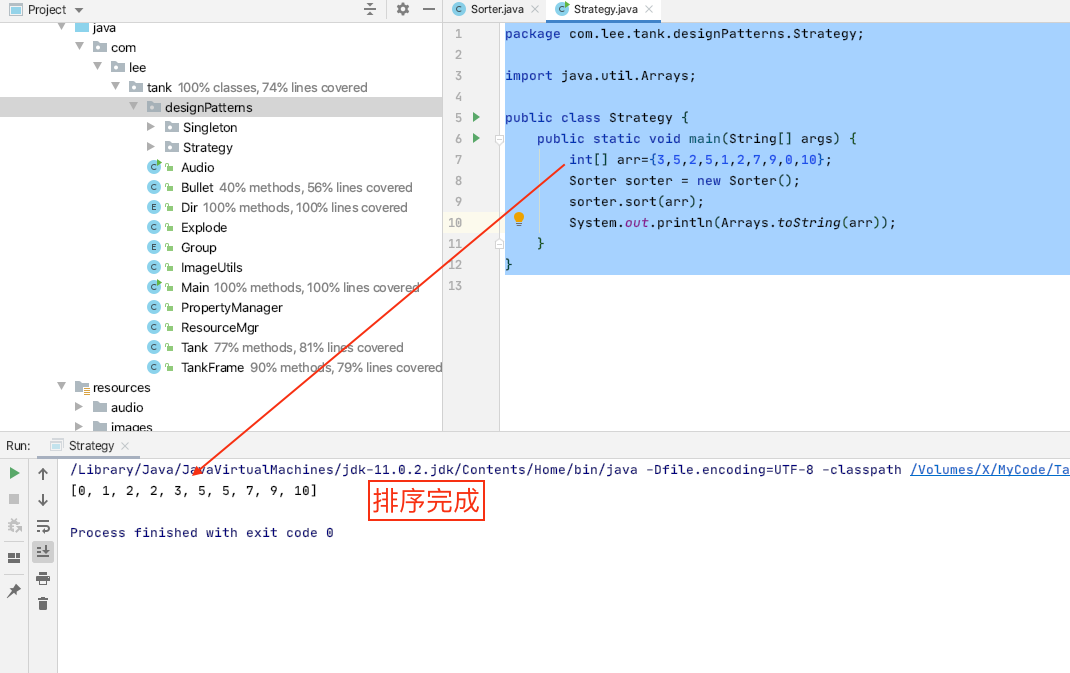 Project
java
com
lee
tank 100% classes, 74% lines covered
designPatterns
Singleton
Strategy
Audio
Bullet 40% methods, 56% lines covered
Dir 100% methods, 100% lines covered
Explode
Group
ImageUtils
Main 100% methods, 100% lines covered
PropertyManager
ResourceMgr
Tank 77% methods, 81% lines covered
TankFrame 90% methods, 79% lines covered
resources
audio
images
Sorter.java
Strategy.java
1 package com.lee.tank.designPatterns.Strategy;
2
3 import java.util.Arrays;
4
5 public class Strategy {
6 public static void main(String[] args) {
7 int[] arr={3,5,2,5,1,2,7,9,0,10};
8 Sorter sorter = new Sorter();
9 sorter.sort(arr);
10 System.out.println(Arrays.toString(arr));
11 }
12 }
13
Run: Strategy
/Library/Java/JavaVirtualMachines/jdk-11.0.2.jdk/Contents/Home/bin/java -Dfile.encoding=UTF-8 -classpath /Volumes/X/MyCode/Ta
[0, 1, 2, 2, 3, 5, 5, 7, 9, 10]
排序完成
Process finished with exit code 0